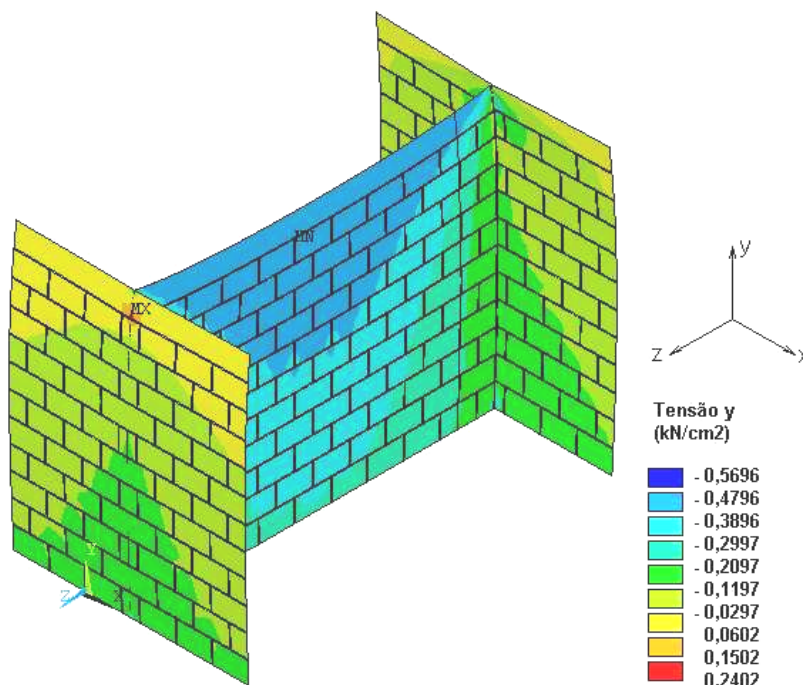 MN
MX
y
z
x
Tensão y
(kN/cm2)
- 0,5696
- 0,4796
- 0,3896
- 0,2997
- 0,2097
- 0,1197
- 0,0297
0,0602
0,1502
0,2402
Y
Z
X